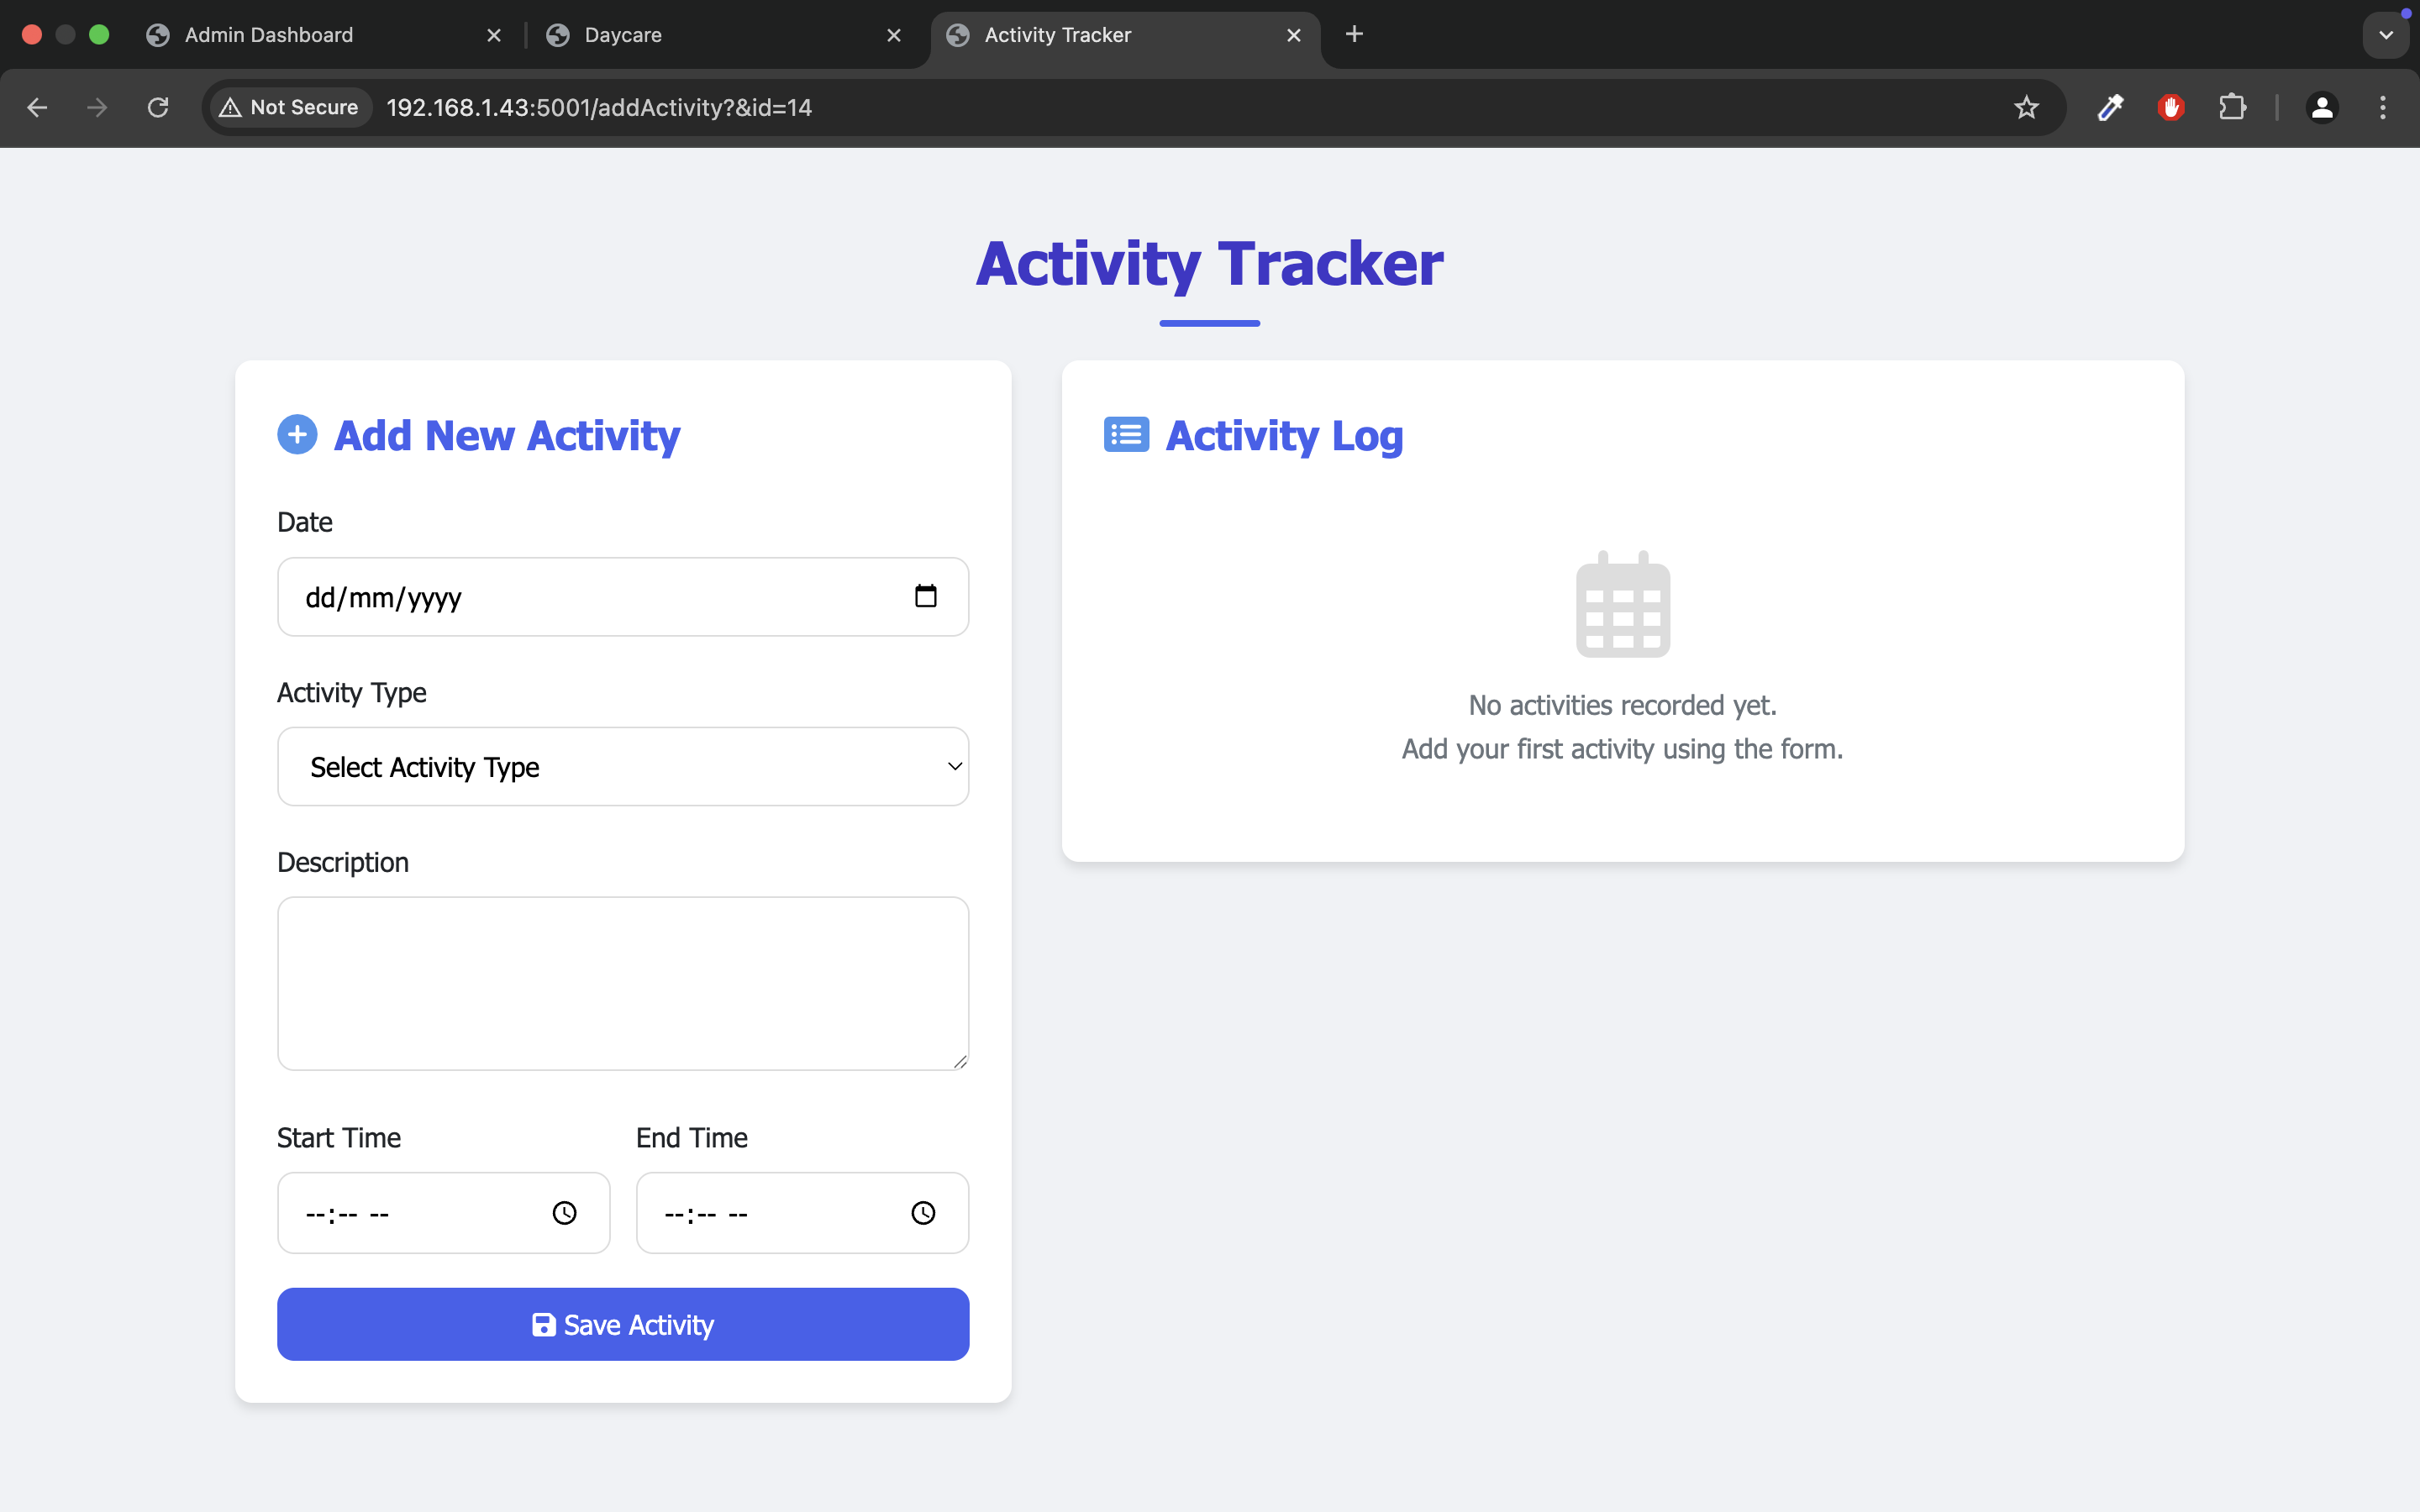 Admin Dashboard
Daycare
Activity Tracker
Not Secure
192.168.1.43:5001/addActivity?&id=14
Activity Tracker
Add New Activity
Date
dd/mm/yyyy
Activity Type
Select Activity Type
Description
Start Time
End Time
--:-- --
--:-- --
Save Activity
Activity Log
No activities recorded yet.
Add your first activity using the form.